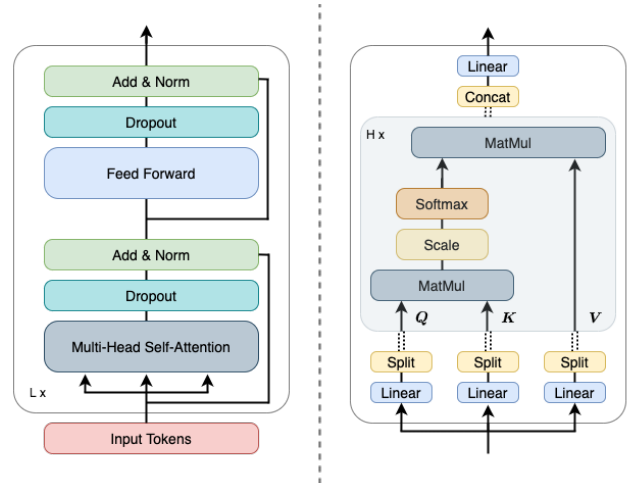 Add & Norm
Dropout
Feed Forward
Add & Norm
Dropout
Multi-Head Self-Attention
L x
Input Tokens
Linear
Concat
H x
MatMul
Softmax
Scale
MatMul
Q K V
Split Split Split
Linear Linear Linear